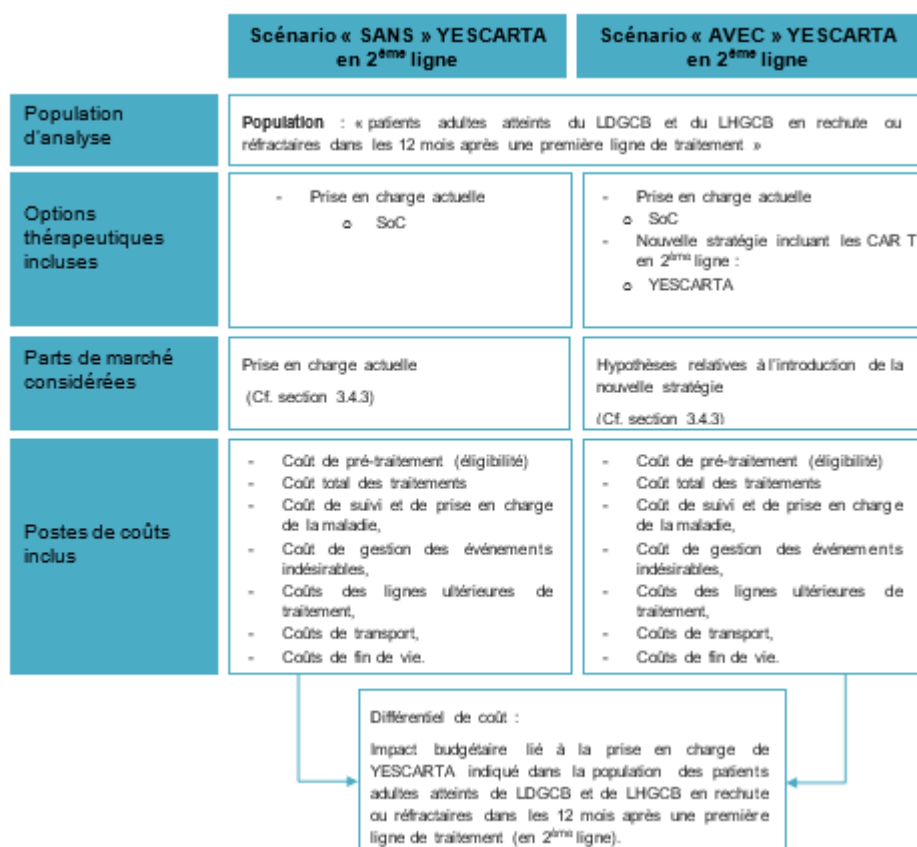 Scénario « SANS » YESCARTA
en 2ème ligne
Scénario « AVEC » YESCARTA
en 2ème ligne
Population
d'analyse
Population : « patients adultes atteints du LDGCB et du LHGCB en rechute ou
réfractaires dans les 12 mois après une première ligne de traitement »
Options
thérapeutiques
incluses
- Prise en charge actuelle
o SoC
- Prise en charge actuelle
o SoC
- Nouvelle stratégie incluant les CAR T
en 2ème ligne :
o YESCARTA
Parts de marché
considérées
Prise en charge actuelle
(Cf. section 3.4.3)
Hypothèses relatives à l'introduction de la
nouvelle stratégie
(Cf. section 3.4.3)
Postes de coûts
inclus
- Coût de pré-traitement (éligibilité)
- Coût total des traitements
- Coût de suivi et de prise en charge
de la maladie,
- Coût de gestion des événements
indésirables,
- Coûts des lignes ultérieures de
traitement,
- Coûts de transport,
- Coûts de fin de vie.
- Coût de pré-traitement (éligibilité)
- Coût total des traitements
- Coût de suivi et de prise en charge
de la maladie,
- Coût de gestion des événements
indésirables,
- Coûts des lignes ultérieures de
traitement,
- Coûts de transport,
- Coûts de fin de vie.
Différentiel de coût :
Impact budgétaire lié à la prise en charge de
YESCARTA indiqué dans la population des patients
adultes atteints de LDGCB et de LHGCB en rechute
ou réfractaires dans les 12 mois après une première
ligne de traitement (en 2ème ligne).